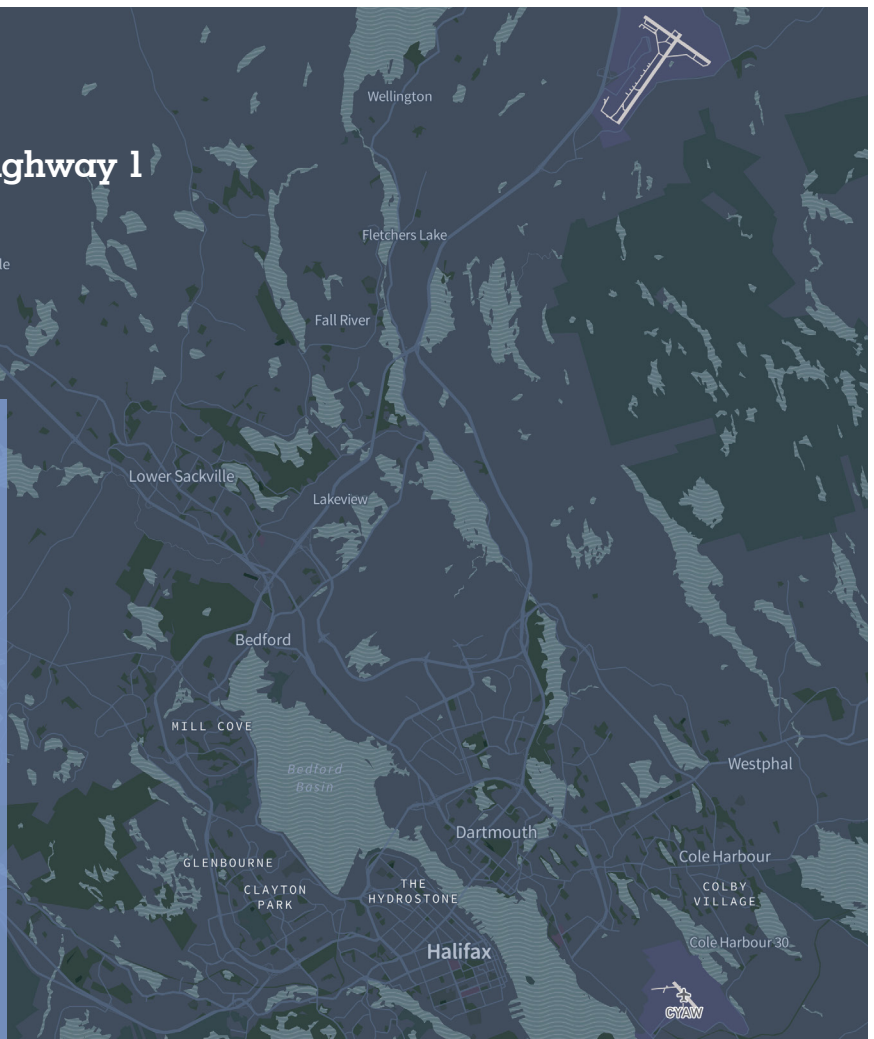 Wellington
ghway 1
Fletchers Lake
le
Fall River
Lower Sackville
Lakeview
Bedford
MILL COVE
Bedford
Basin
Westphal
Dartmouth
Cole Harbour
GLENBOURNE
CLAYTON
PARK
THE
HYDROSTONE
COLBY
VILLAGE
Halifax
Cole Harbour 30
CYAW